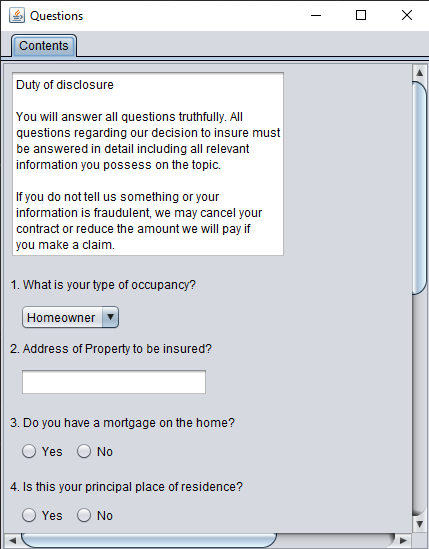 Questions
Contents
Duty of disclosure
You will answer all questions truthfully. All
questions regarding our decision to insure must
be answered in detail including all relevant
information you possess on the topic.
If you do not tell us something or your
information is fraudulent, we may cancel your
contract or reduce the amount we will pay if
you make a claim.
1. What is your type of occupancy?
Homeowner
2. Address of Property to be insured?
3. Do you have a mortgage on the home?
Yes No
4. Is this your principal place of residence?
Yes No